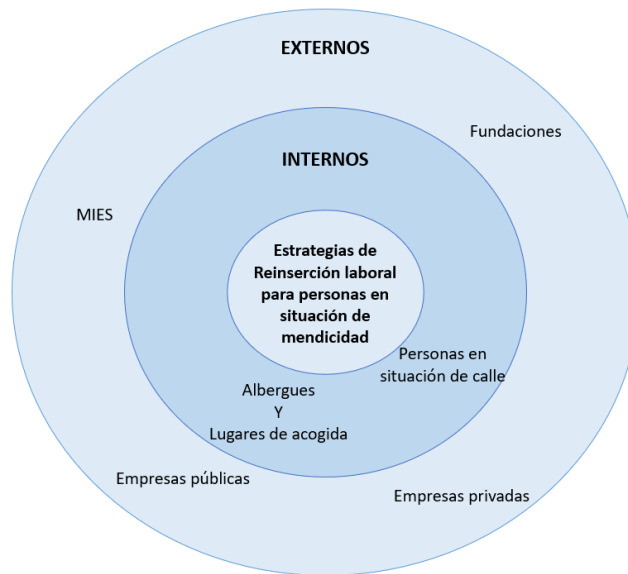 EXTERNOS
Fundaciones
INTERNOS
MIES
Estrategias de
Reinserción laboral
para personas en
situación de
mendicidad
Personas en
situación de calle
Albergues
Y
Lugares de acogida
Empresas públicas
Empresas privadas